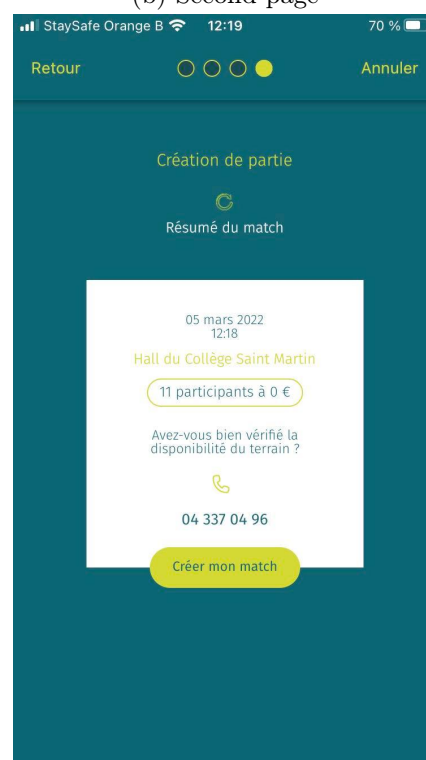 (b) Second page
StaySafe Orange B 12:19 70 %
Retour Annuler
Création de partie
Résumé du match
05 mars 2022
12:18
Hall du Collège Saint Martin
11 participants à 0 €
Avez-vous bien vérifié la
disponibilité du terrain ?
04 337 04 96
Créer mon match